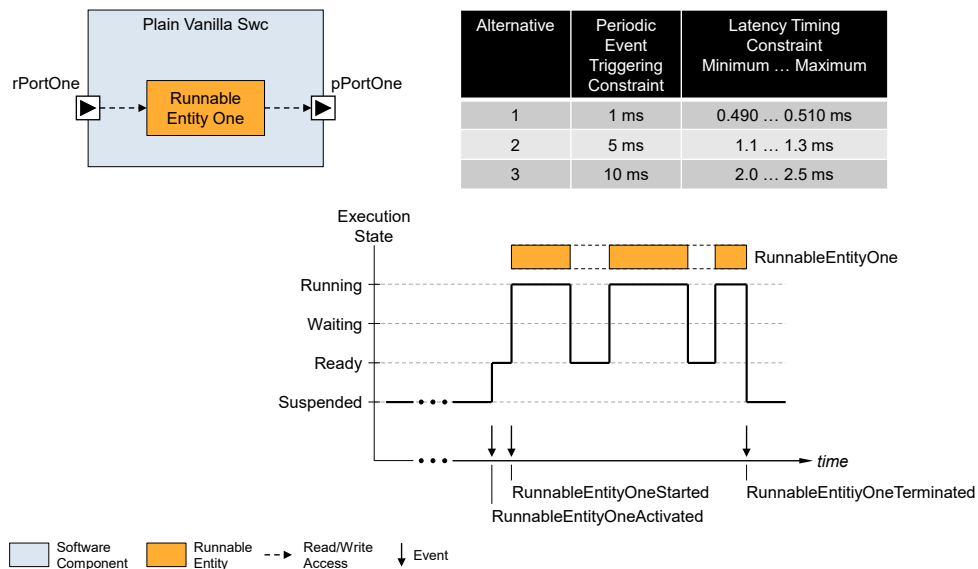 Plain Vanilla Swc
rPortOne
pPortOne
Runnable
Entity One
Alternative
Periodic
Event
Triggering
Constraint
Latency Timing
Constraint
Minimum … Maximum
1
1 ms
0.490 … 0.510 ms
2
5 ms
1.1 … 1.3 ms
3
10 ms
2.0 … 2.5 ms
Execution
State
RunnableEntityOne
Running
Waiting
Ready
Suspended
time
RunnableEntityOneStarted
RunnableEntitiyOneTerminated
RunnableEntityOneActivated
Software
Component
Runnable
Entity
Read/Write
Access
Event